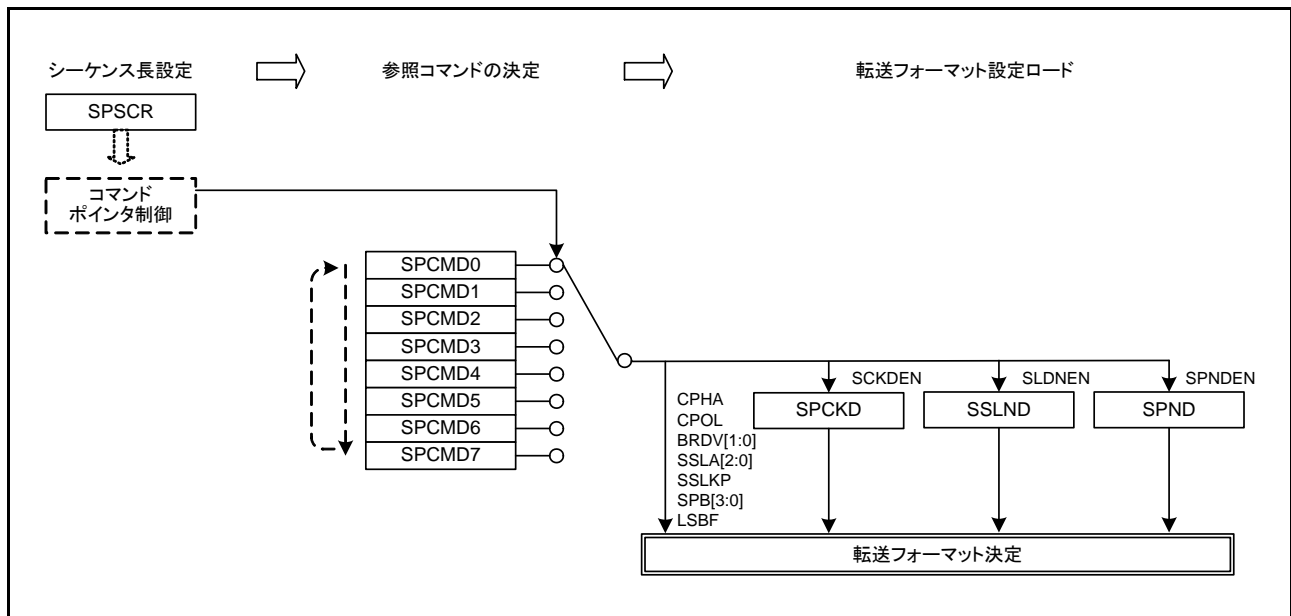 シーケンス長設定
参照コマンドの決定
転送フォーマット設定ロード
SPSCR
コマンド
ポインタ制御
SPCMD0
SPCMD1
SPCMD2
SPCMD3
SPCMD4
SPCMD5
SPCMD6
SPCMD7
CPHA
CPOL
BRDV[1:0]
SSLA[2:0]
SSLKP
SPB[3:0]
LSBF
SCKDEN
SPCKD
SLDNEN
SSLND
SPNDEN
SPND
転送フォーマット決定